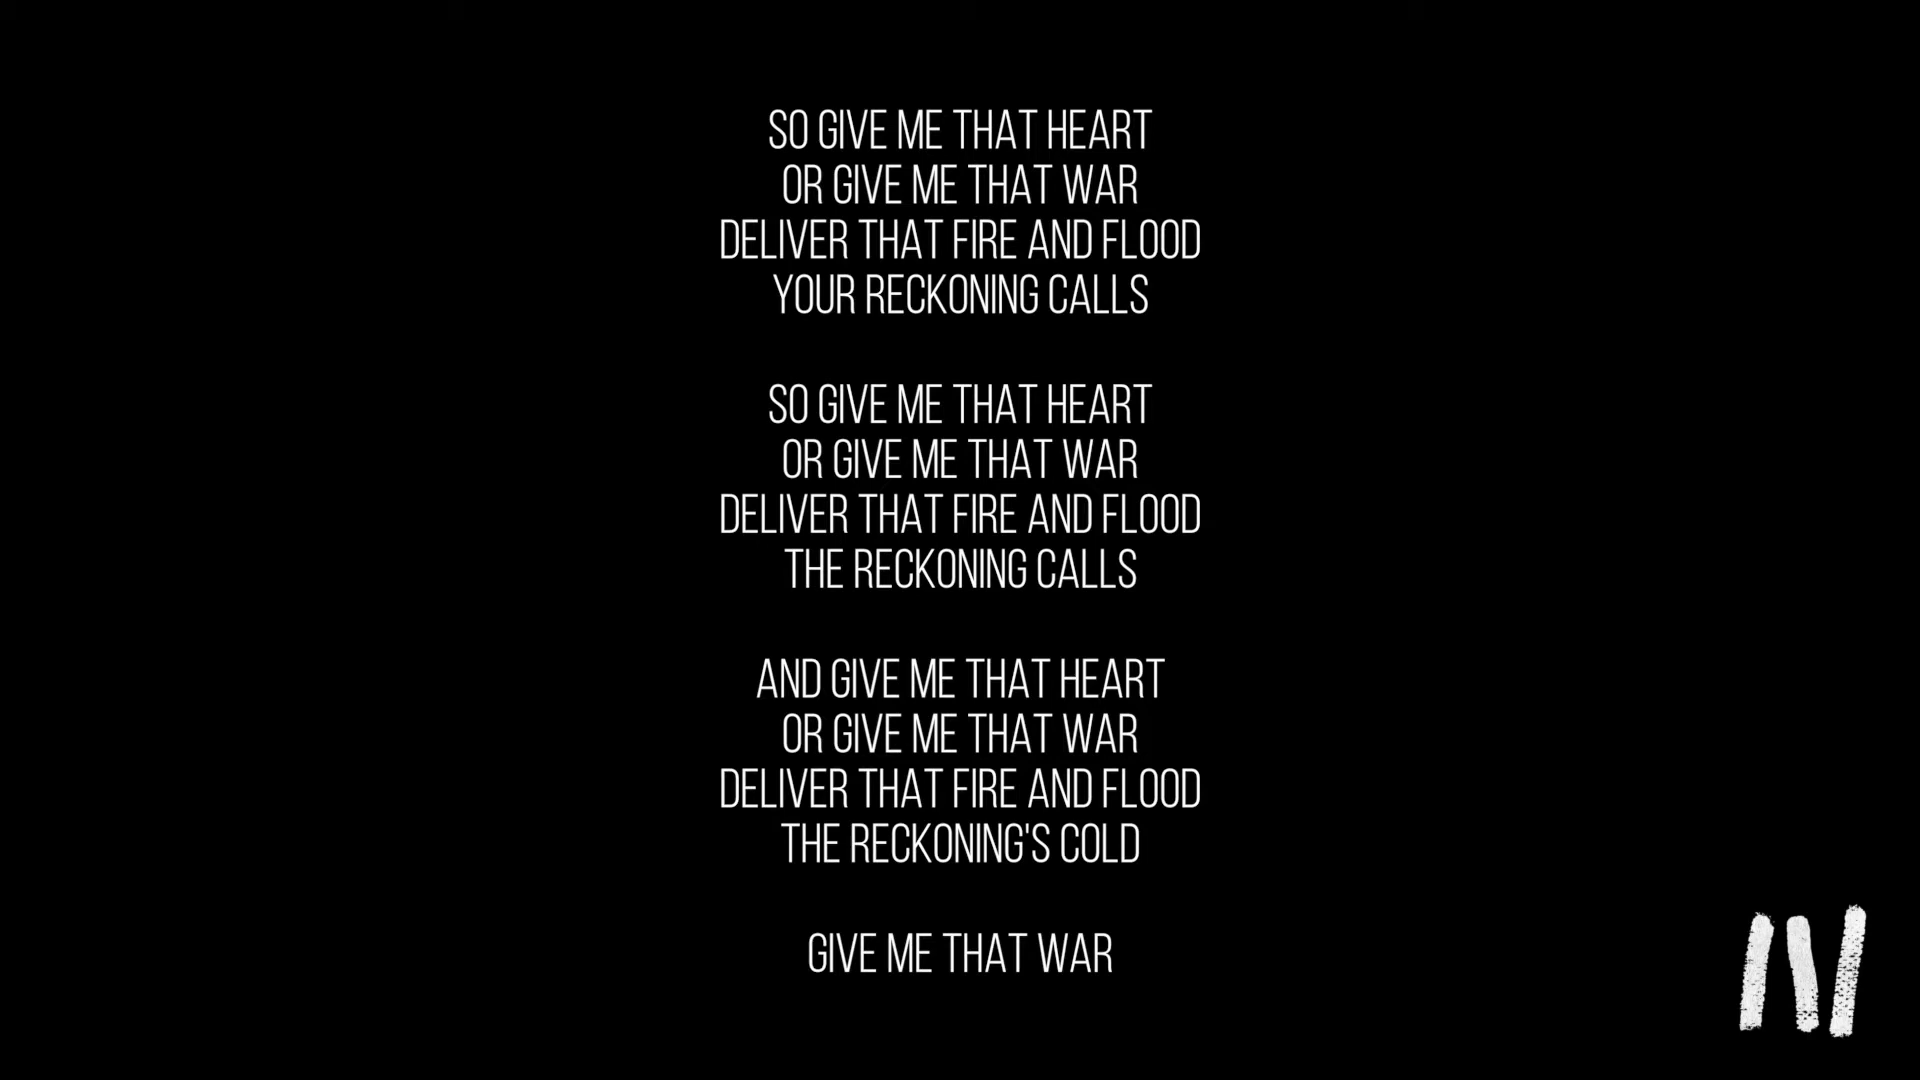 SO GIVE ME THAT HEART
OR GIVE ME THAT WAR
DELIVER THAT FIRE AND FLOOD
YOUR RECKONING CALLS
SO GIVE ME THAT HEART
OR GIVE ME THAT WAR
DELIVER THAT FIRE AND FLOOD
THE RECKONING CALLS
AND GIVE ME THAT HEART
OR GIVE ME THAT WAR
DELIVER THAT FIRE AND FLOOD
THE RECKONING'S COLD
GIVE ME THAT WAR